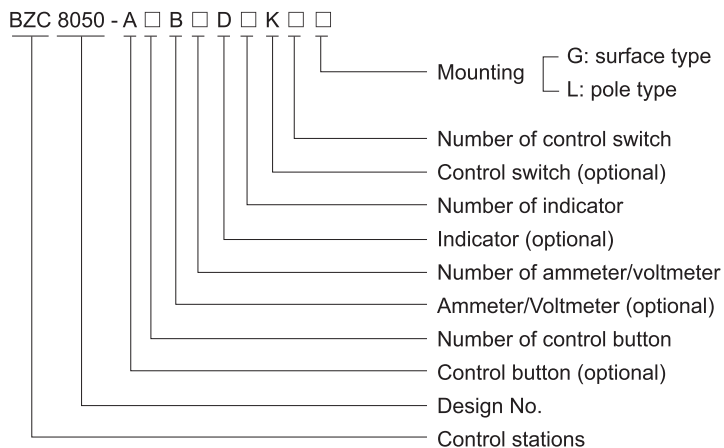 BZC 8050 - A □ B □ D □ K □ □
G: surface type
Mounting
L: pole type
Number of control switch
Control switch (optional)
Number of indicator
Indicator (optional)
Number of ammeter/voltmeter
Ammeter/Voltmeter (optional)
Number of control button
Control button (optional)
Design No.
Control stations